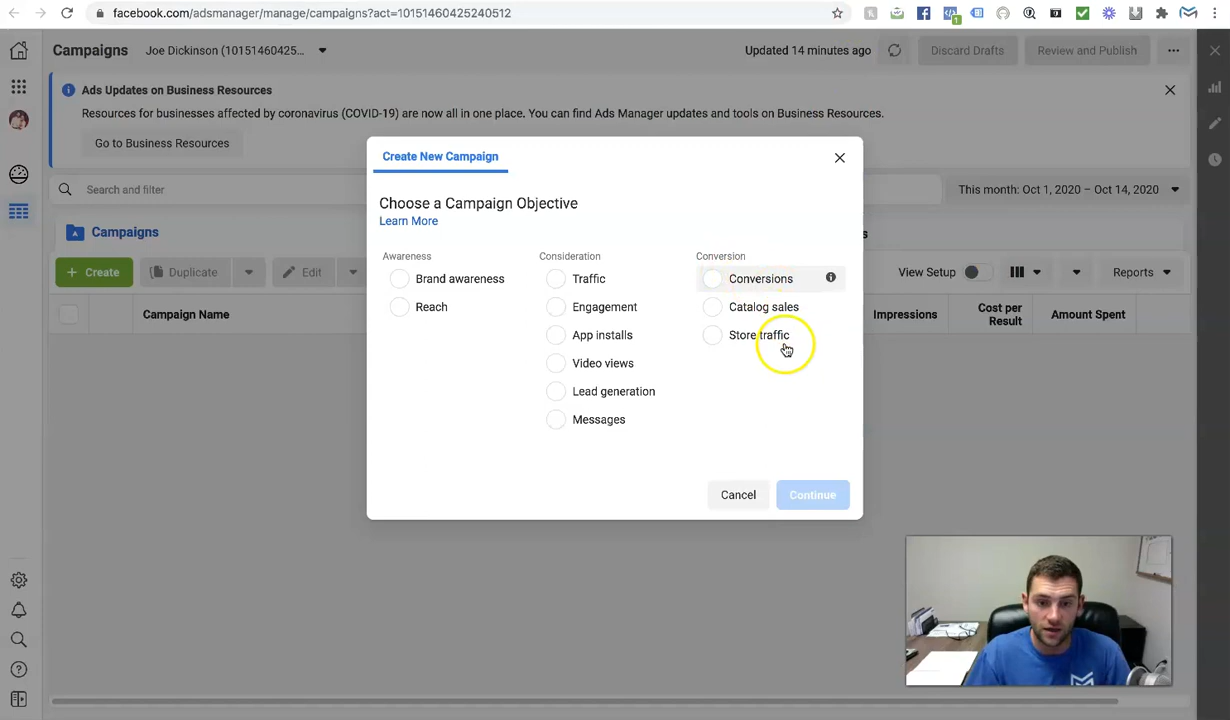 facebook.com/adsmanager/manage/campaigns?act=10151460425240512
Campaigns
Joe Dickinson (10151460425...
Updated 14 minutes ago
Discard Drafts
Review and Publish
Ads Updates on Business Resources
Resources for businesses affected by coronavirus (COVID-19) are now all in one place. You can find Ads Manager updates and tools on Business Resources.
Go to Business Resources
Create New Campaign
Search and filter
This month: Oct 1, 2020 – Oct 14, 2020
Choose a Campaign Objective
Learn More
Campaigns
Awareness
Consideration
Conversion
+ Create
Duplicate
Edit
View Setup
Reports
Brand awareness
Traffic
Conversions
Reach
Engagement
Catalog sales
Campaign Name
Impressions
Cost per
Result
Amount Spent
App installs
Store traffic
Video views
Lead generation
Messages
Cancel
Continue